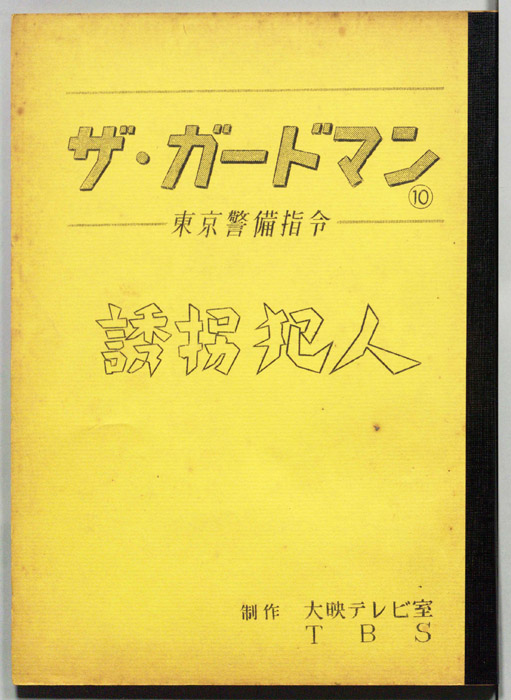 ザ・ガードマン
⑩
東京警備指令
誘拐犯人
制作 大映テレビ室
TBS